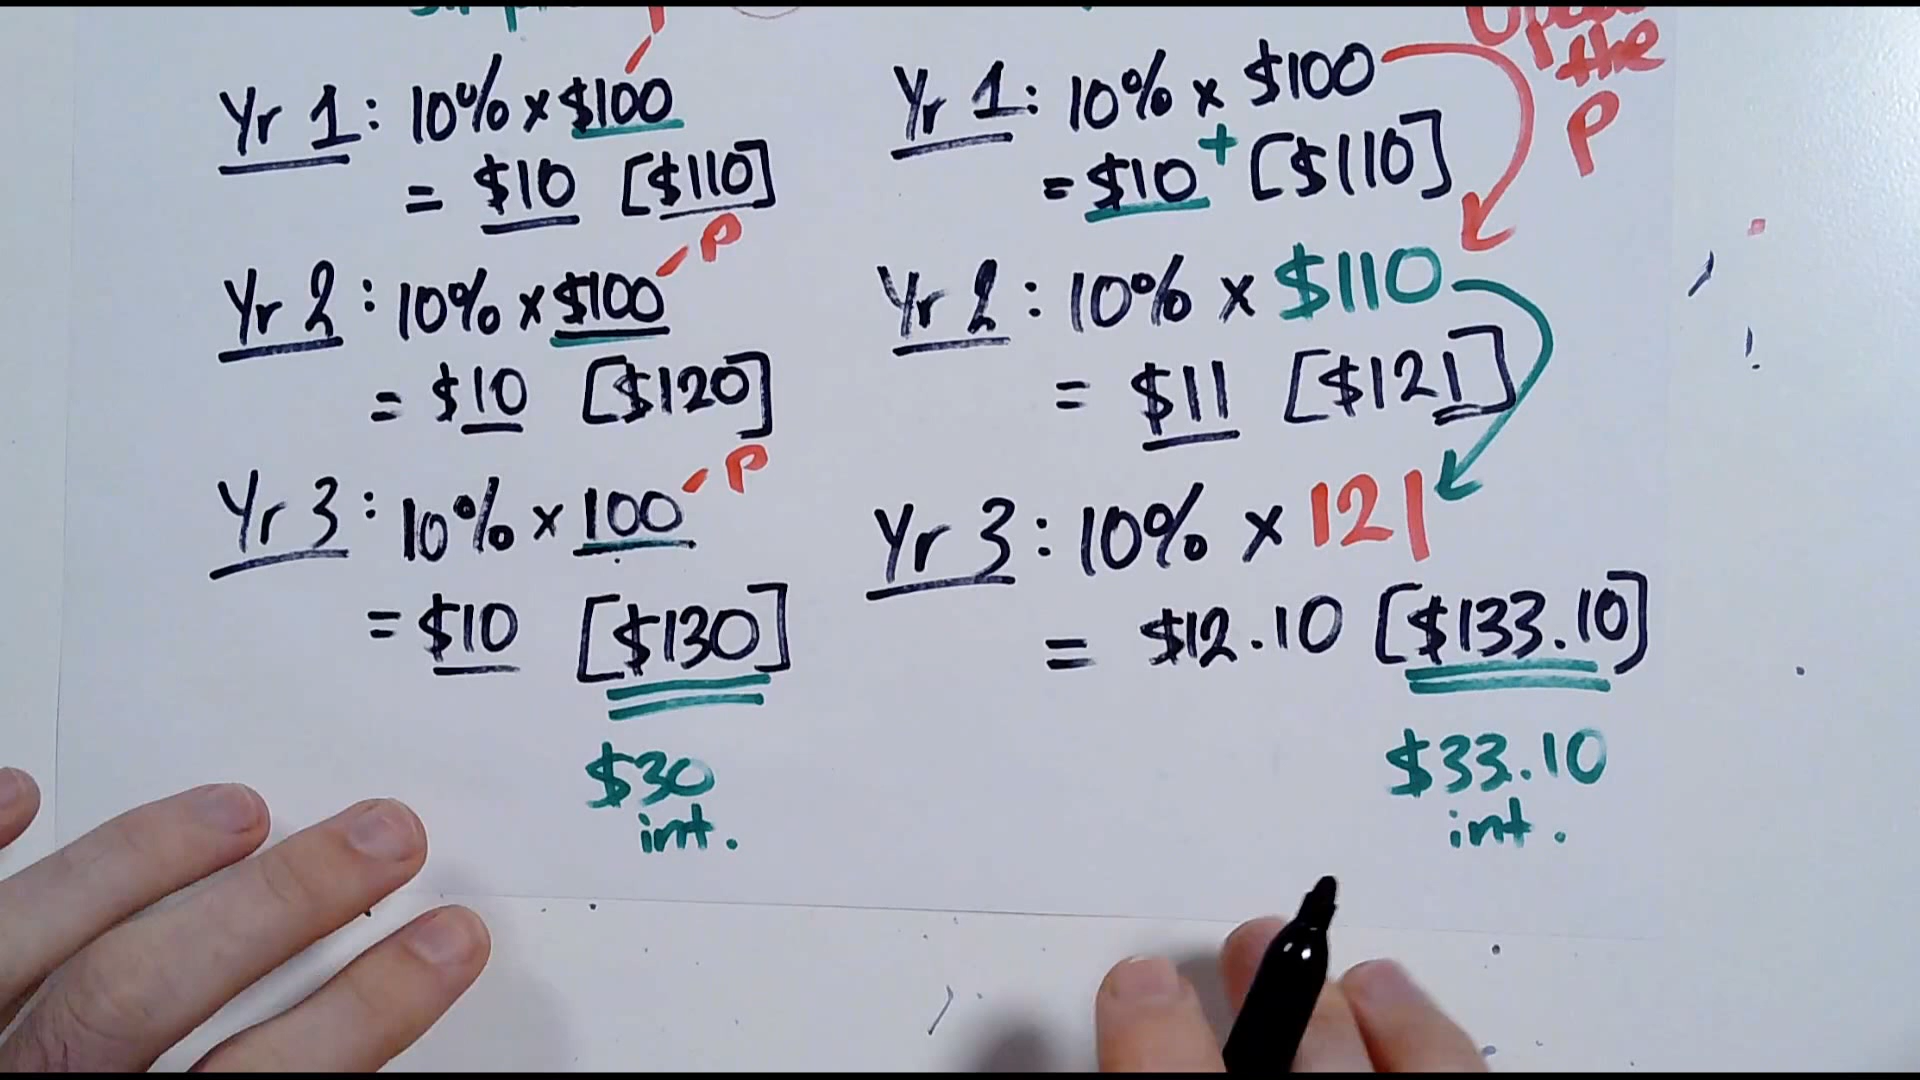 Yr 1: 10% × $100
= $10 [$110]
P
Yr 2: 10% × $100
= $10 [$120]
P
Yr 3: 10% × 100
= $10 [$130]
$30
int.
the
P
Yr 1: 10% × $100
= $10 + [$110]
Yr 2: 10% × $110
= $11 [$121]
Yr 3: 10% × 121
= $12.10 [$133.10]
$33.10
int.